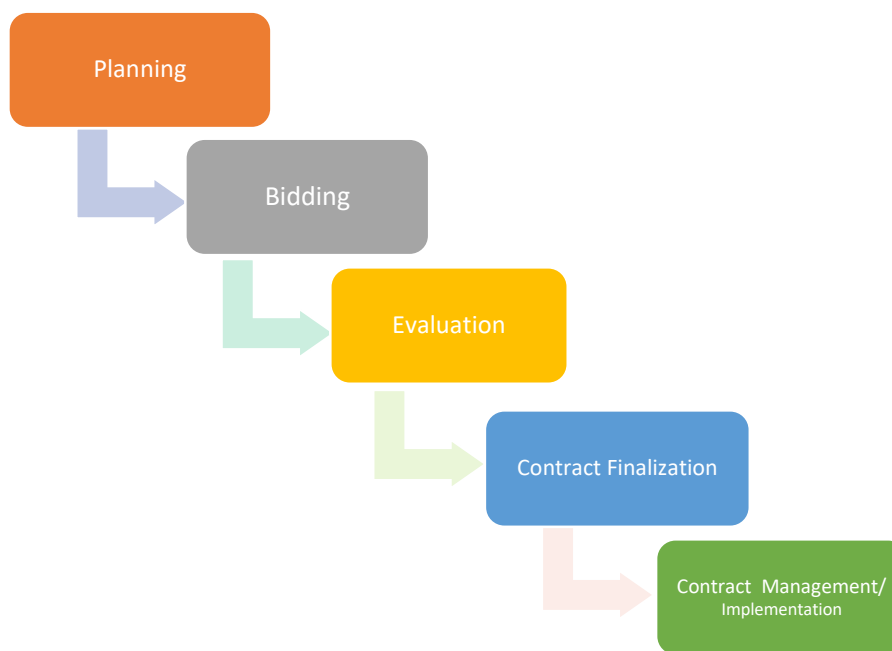 Planning
Bidding
Evaluation
Contract Finalization
Contract Management/
Implementation